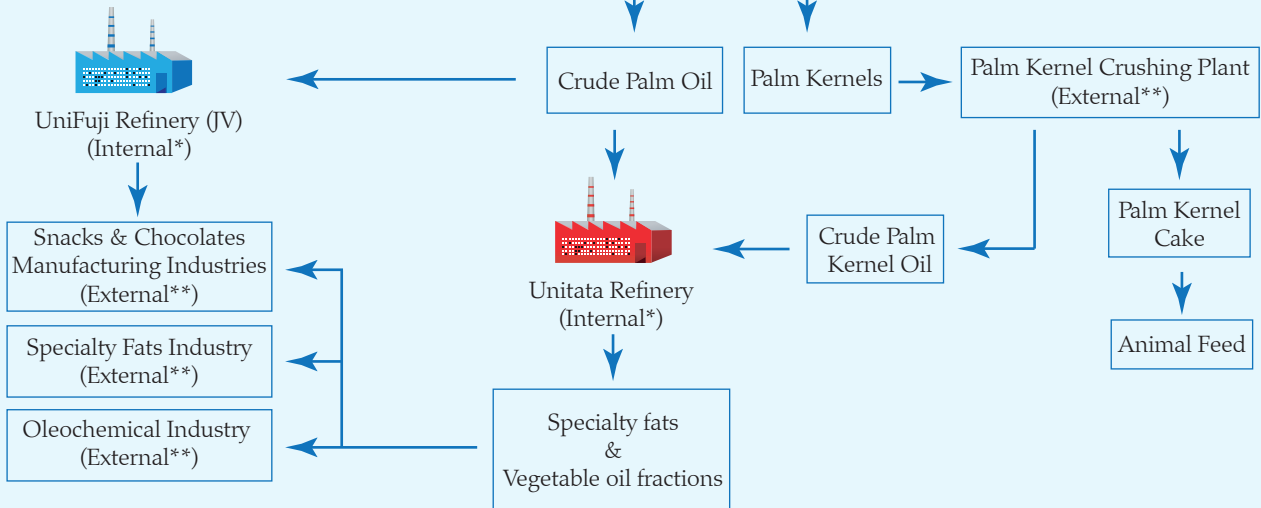 Crude Palm Oil
Palm Kernels
Palm Kernel Crushing Plant
(External**)
UniFuji Refinery (JV)
(Internal*)
Snacks & Chocolates
Manufacturing Industries
(External**)
Specialty Fats Industry
(External**)
Oleochemical Industry
(External**)
Unitata Refinery
(Internal*)
Specialty fats
&
Vegetable oil fractions
Crude Palm
Kernel Oil
Palm Kernel
Cake
Animal Feed